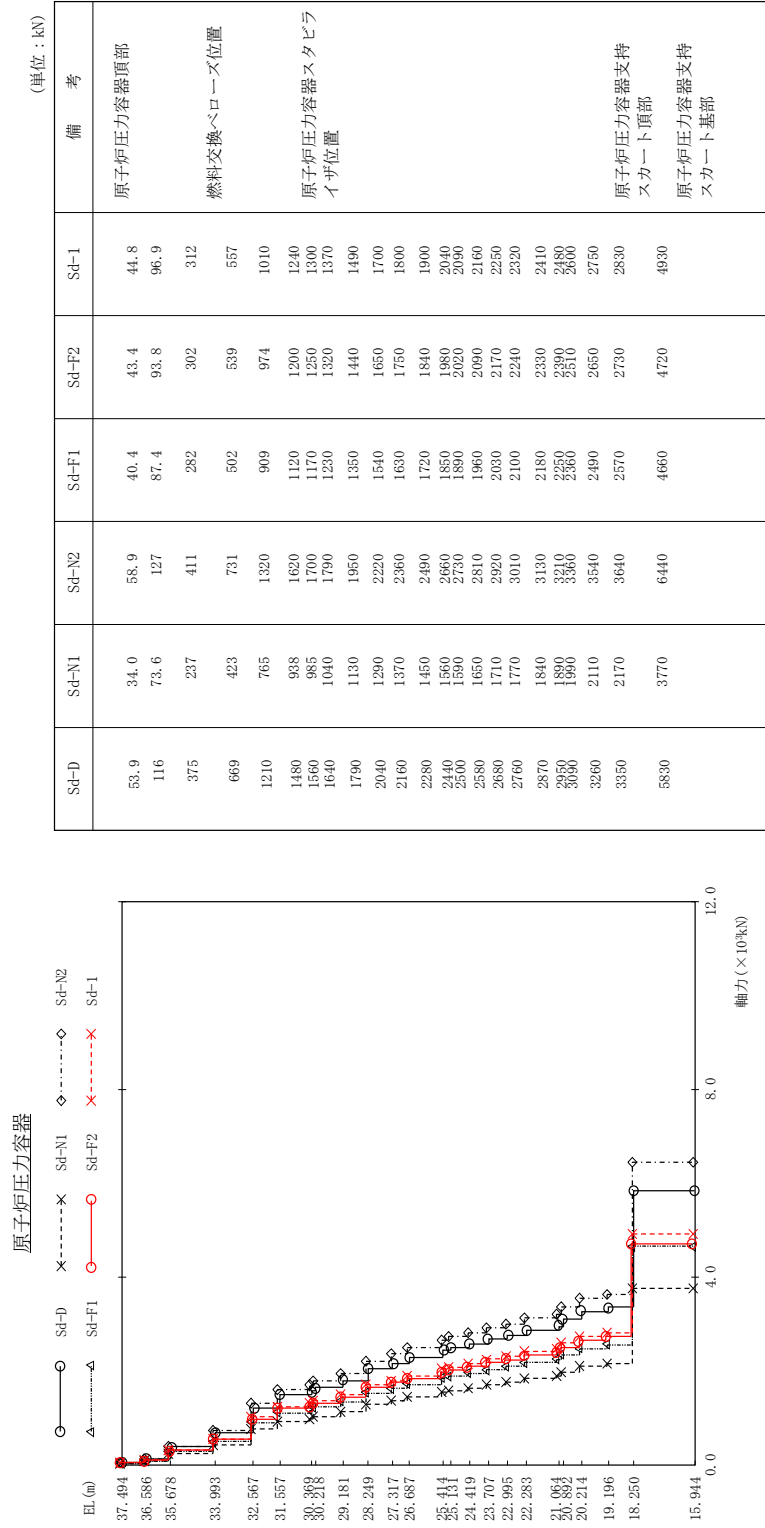 原子炉圧力容器
Sd-D Sd-N1 Sd-N2
Sd-F1 Sd-F2 Sd-1
EL(m)
37.494
36.586
35.678
33.993
32.567
31.557
30.369
30.218
29.181
28.249
27.317
26.687
25.414
25.131
24.419
23.707
22.995
22.283
21.064
20.892
20.214
19.196
18.250
15.944
0.0 4.0 8.0 12.0
軸力(×10³kN)
(単位:kN)
Sd-D Sd-N1 Sd-N2 Sd-F1 Sd-F2 Sd-1 備 考
53.9 34.0 58.9 40.4 43.4 44.8 原子炉圧力容器頂部
116 73.6 127 87.4 93.8 96.9
375 237 411 282 302 312
669 423 731 502 539 557 燃料交換ベローズ位置
1210 765 1320 909 974 1010
1480 938 1620 1120 1200 1240
1560 985 1700 1170 1250 1300 原子炉圧力容器スタビラ
1640 1040 1790 1230 1320 1370 イザ位置
1790 1130 1950 1350 1440 1490
2040 1290 2220 1540 1650 1700
2160 1370 2360 1630 1750 1800
2280 1450 2490 1720 1840 1900
2440 1560 2660 1850 1980 2040
2500 1590 2730 1890 2020 2090
2580 1650 2810 1960 2090 2160
2680 1710 2920 2030 2170 2250
2760 1770 3010 2100 2240 2320
2870 1840 3130 2180 2330 2410
2950 1890 3210 2250 2390 2480
3090 1990 3360 2360 2510 2600
3260 2110 3540 2490 2650 2750
3350 2170 3640 2570 2730 2830 原子炉圧力容器支持
スカート頂部
5830 3770 6440 4660 4720 4930 原子炉圧力容器支持
スカート基部